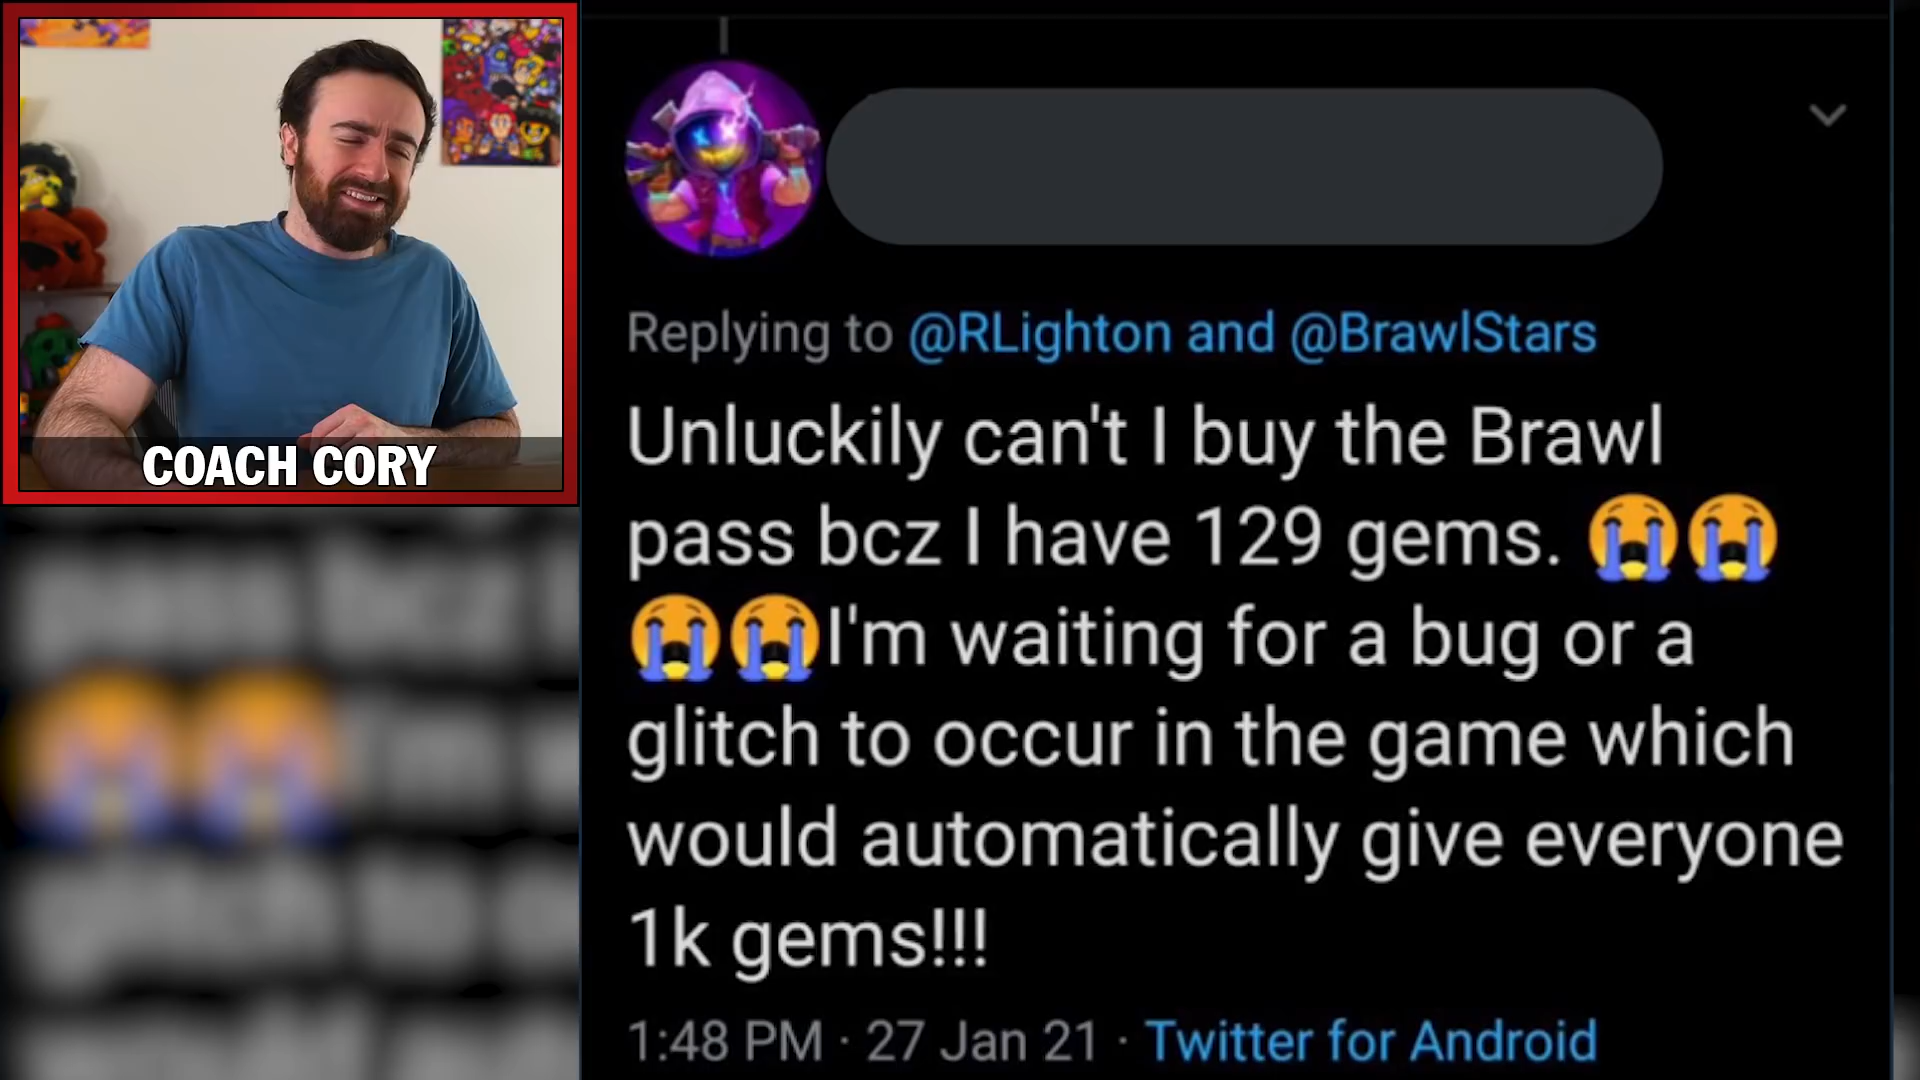 COACH CORY
Replying to @RLighton and @BrawlStars
Unluckily can't I buy the Brawl
pass bcz I have 129 gems. 😭😭
😭😭I'm waiting for a bug or a
glitch to occur in the game which
would automatically give everyone
1k gems!!!
1:48 PM · 27 Jan 21 · Twitter for Android